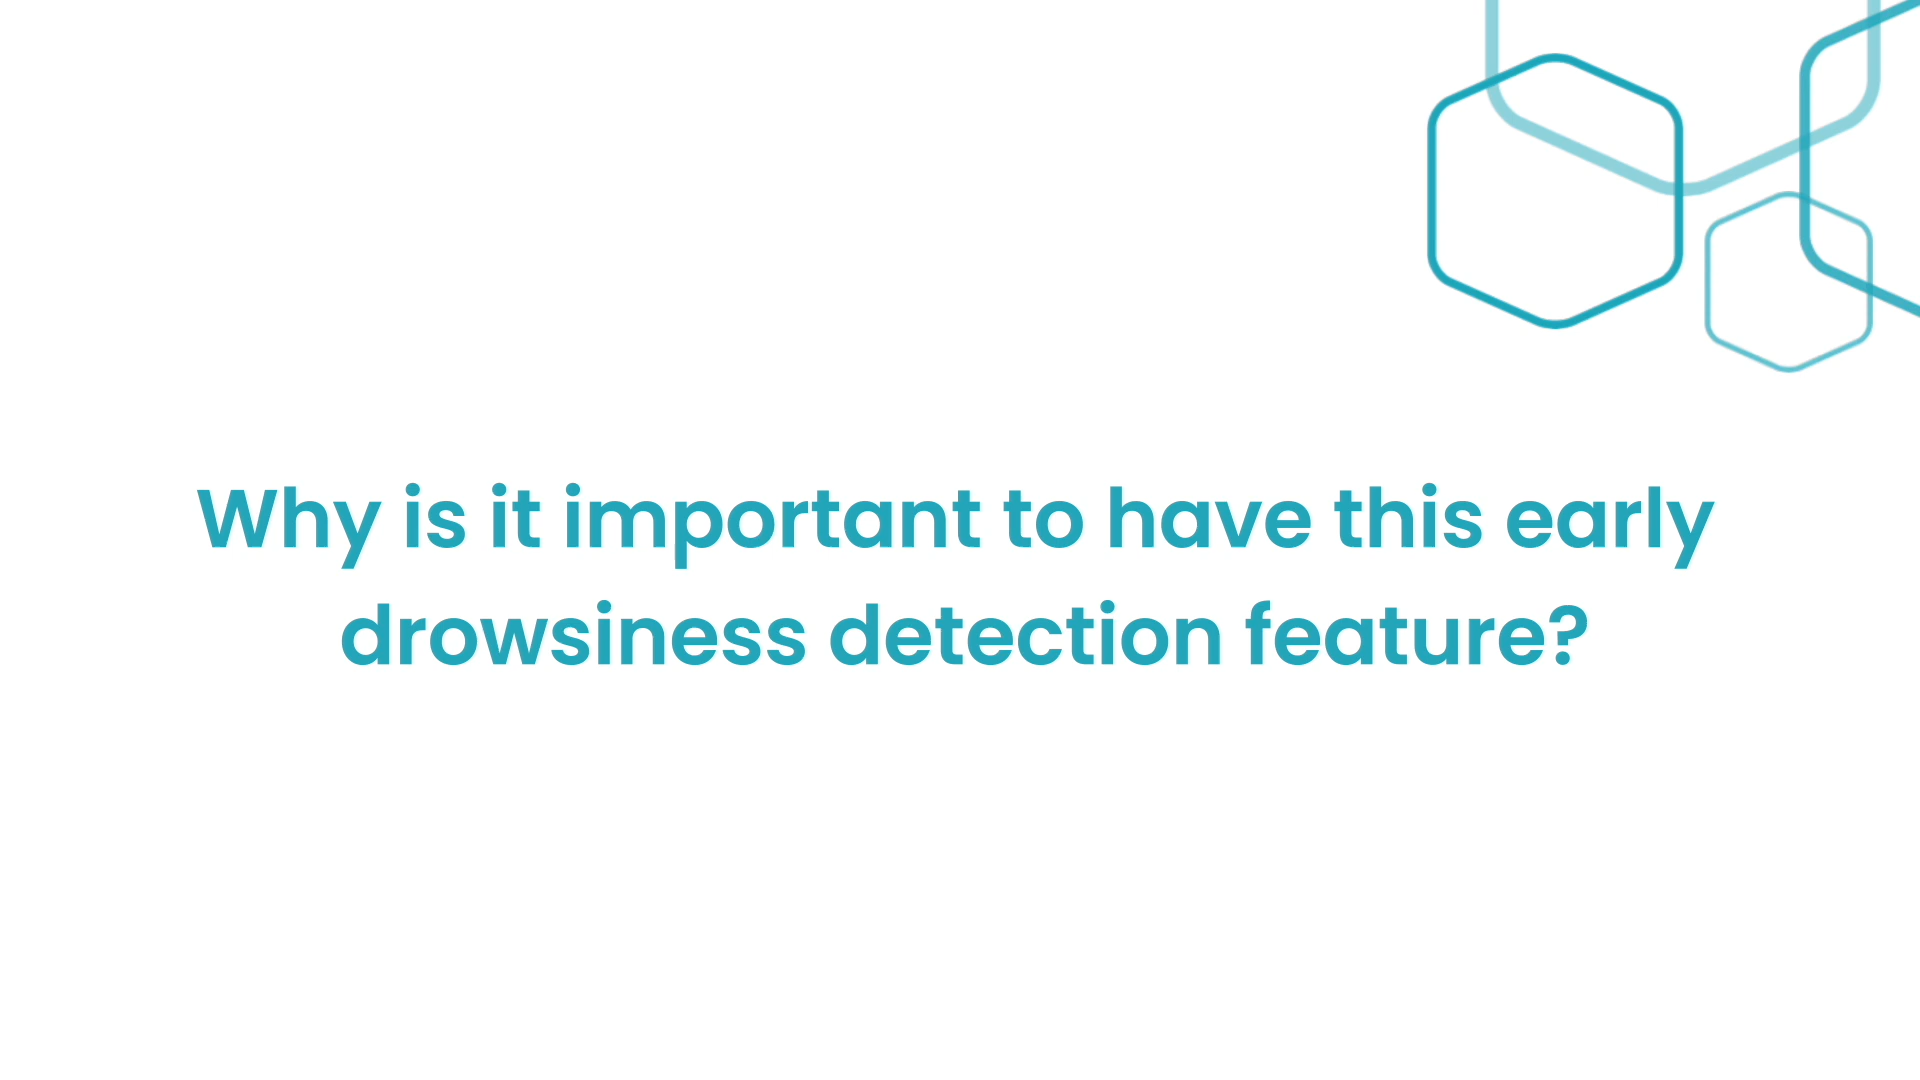 Why is it important to have this early
drowsiness detection feature?